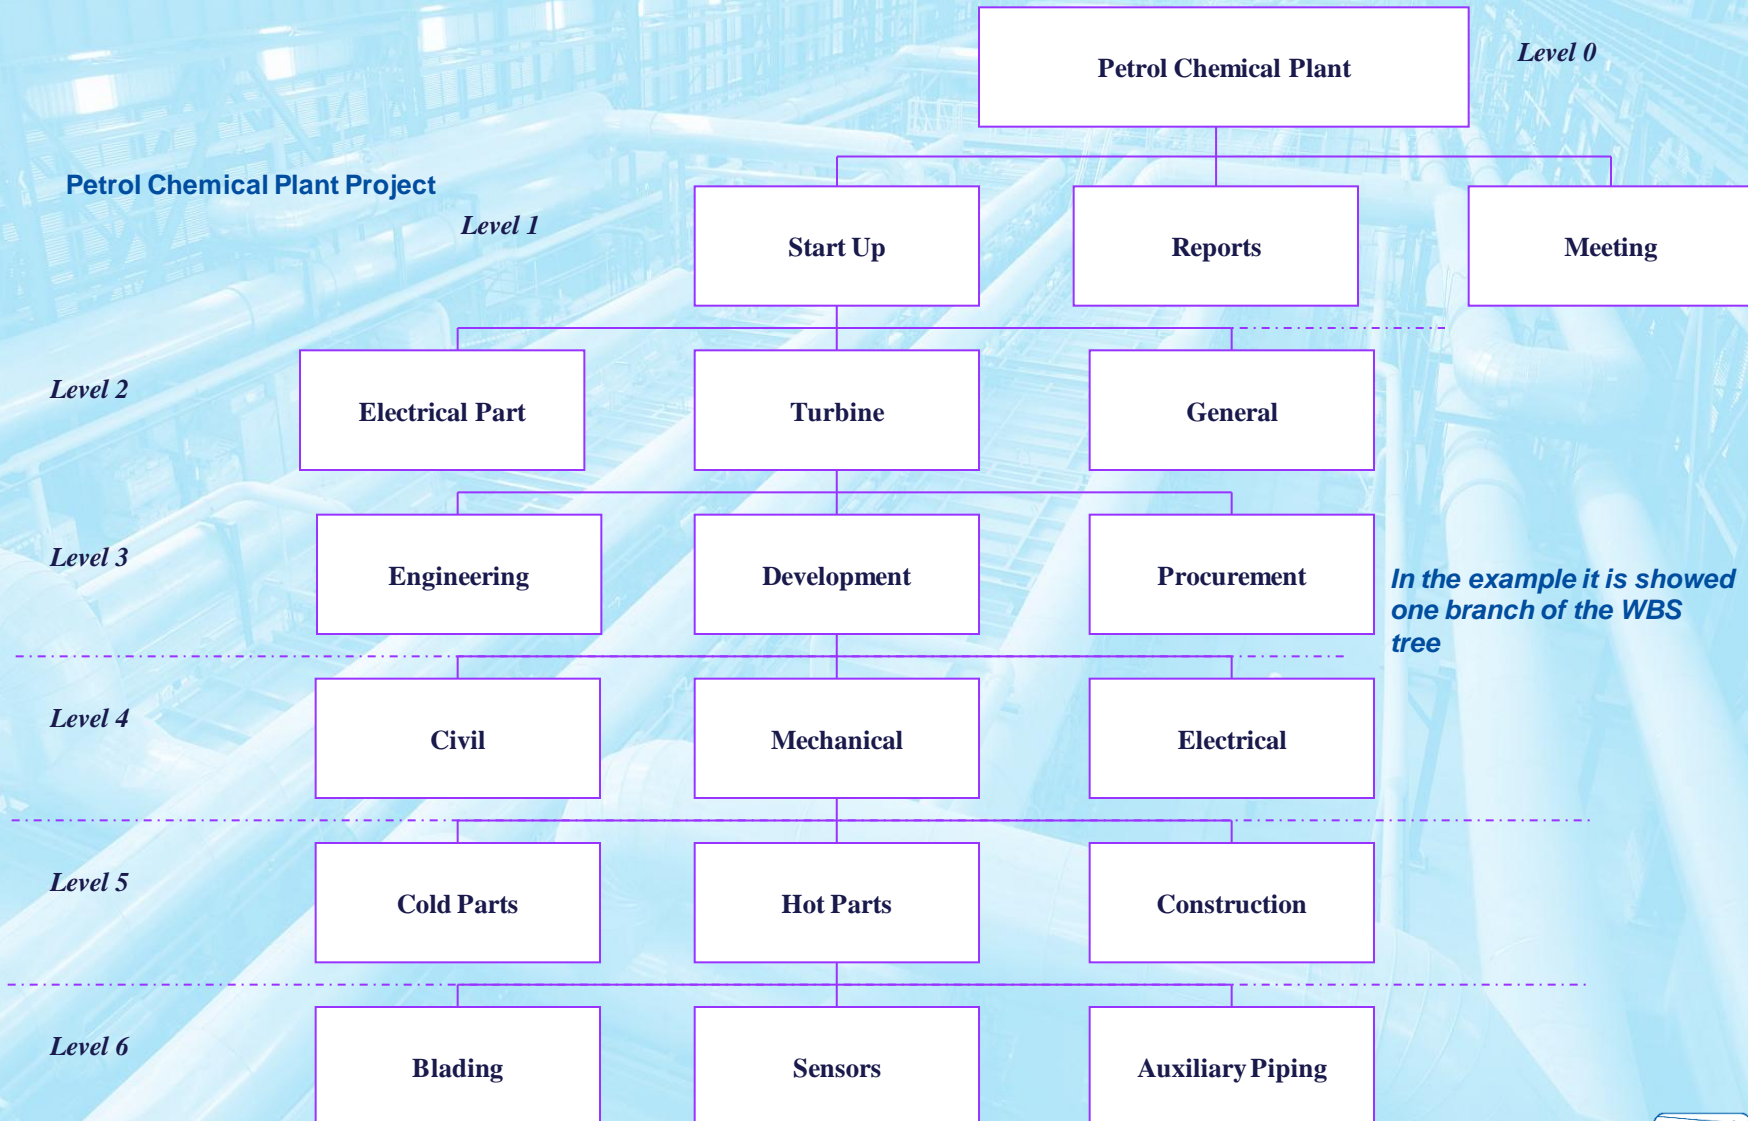 Petrol Chemical Plant
Level 0
Petrol Chemical Plant Project
Level 1
Start Up
Reports
Meeting
Level 2
Electrical Part
Turbine
General
Level 3
Engineering
Development
Procurement
In the example it is showed
one branch of the WBS
tree
Level 4
Civil
Mechanical
Electrical
Level 5
Cold Parts
Hot Parts
Construction
Level 6
Blading
Sensors
Auxiliary Piping